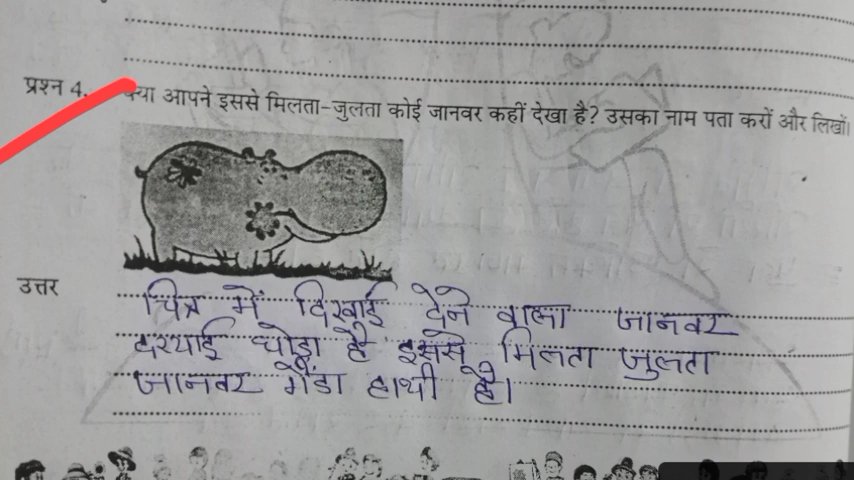 प्रश्न 4. क्या आपने इससे मिलता-जुलता कोई जानवर कहीं देखा है? उसका नाम पता करों और लिखों।
उत्तर
चित्र में दिखाई देने वाला जानवर
दरयाई घोड़ा है इससे मिलता जुलता
जानवर गेंडा हाथी है।